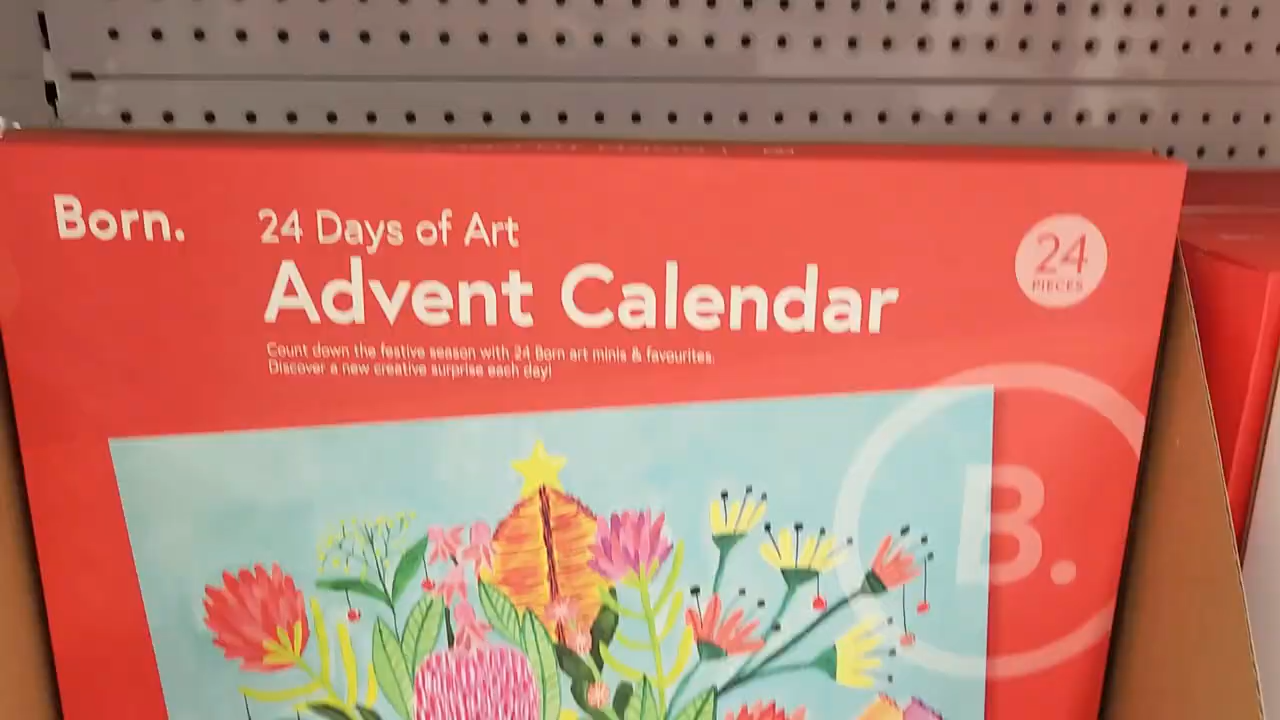 Born.
24 Days of Art
Advent Calendar
Count down the festive season with 24 Born art minis & favourites.
Discover a new creative surprise each day!
24
PIECES
B.